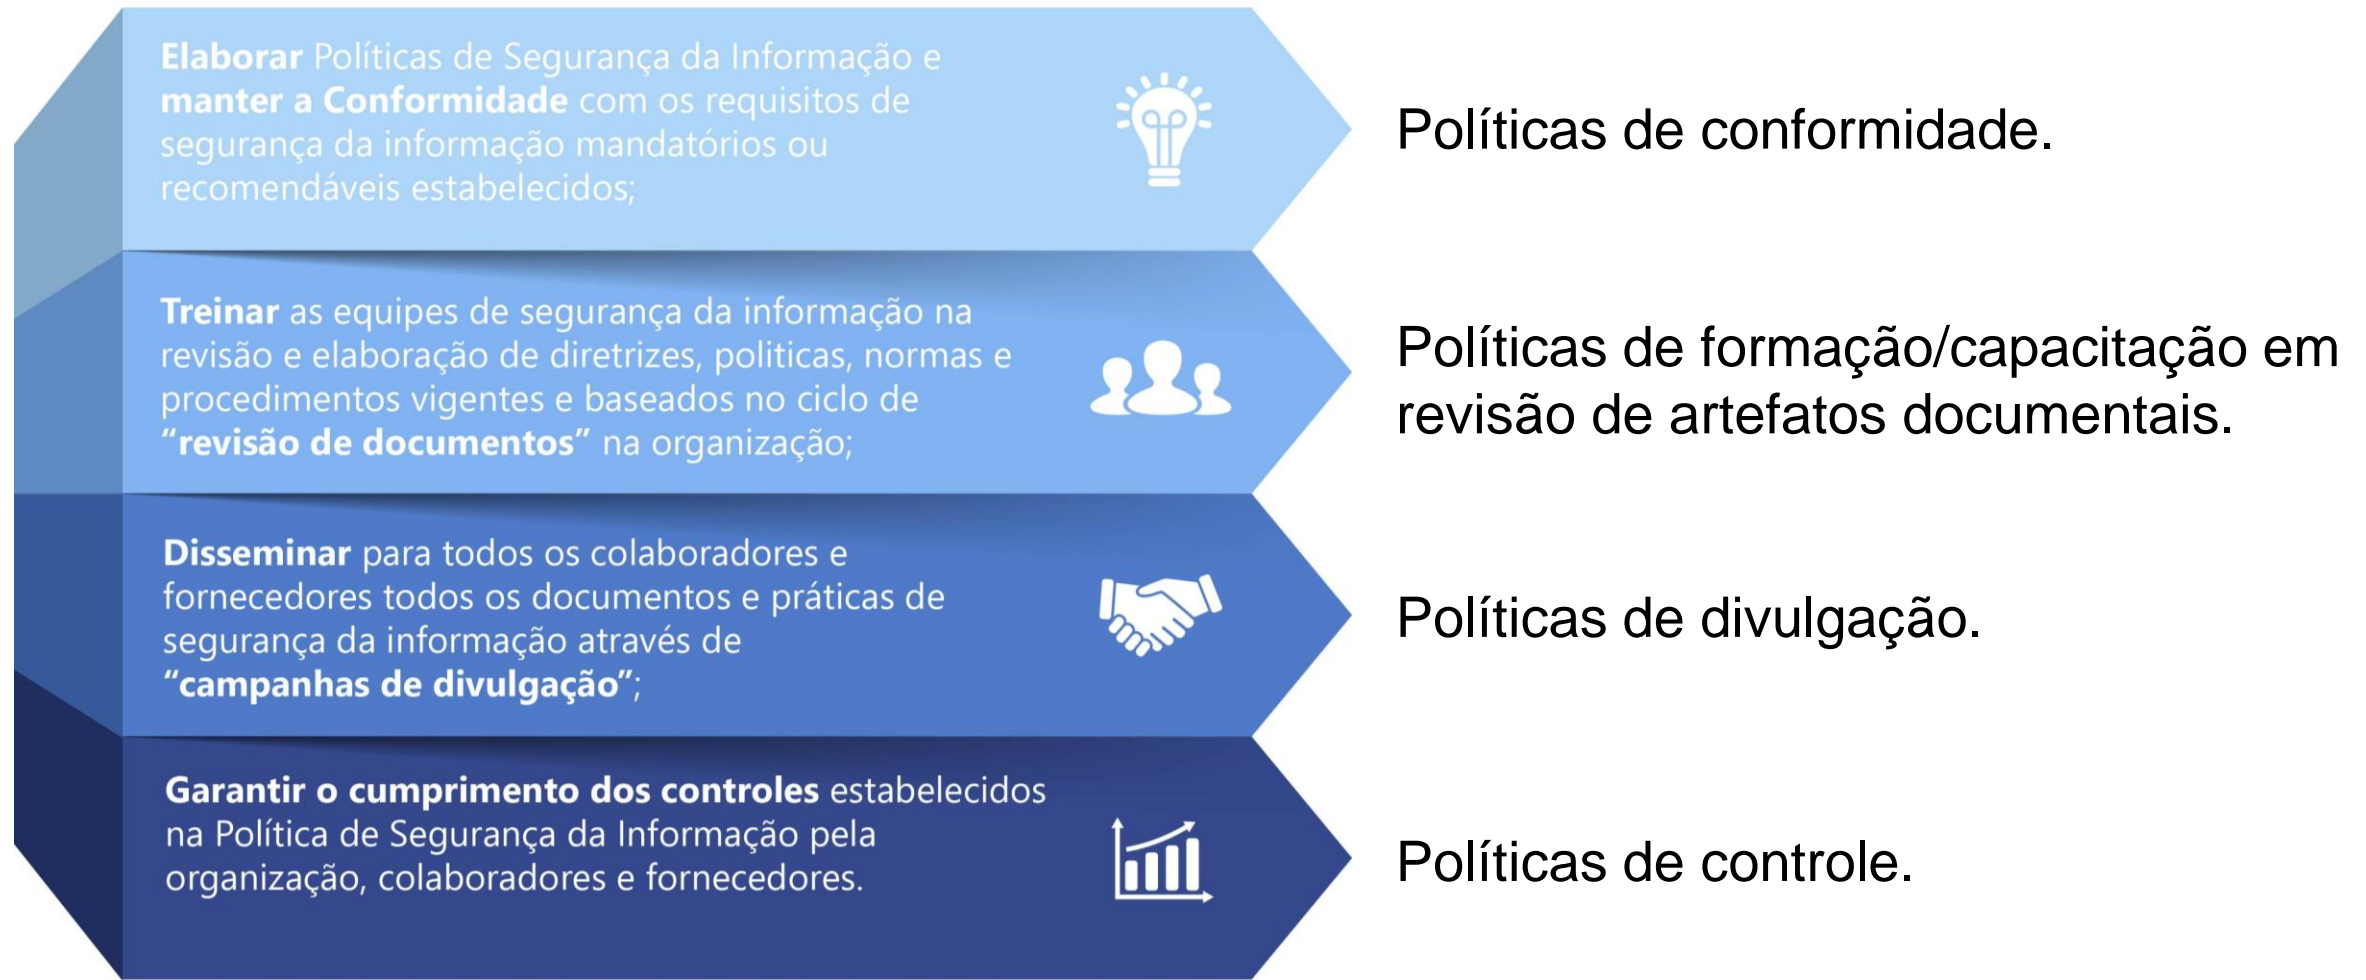 Elaborar Políticas de Segurança da Informação e
manter a Conformidade com os requisitos de
segurança da informação mandatórios ou
recomendáveis estabelecidos;
Políticas de conformidade.
Treinar as equipes de segurança da informação na
revisão e elaboração de diretrizes, politicas, normas e
procedimentos vigentes e baseados no ciclo de
“revisão de documentos” na organização;
Políticas de formação/capacitação em
revisão de artefatos documentais.
Disseminar para todos os colaboradores e
fornecedores todos os documentos e práticas de
segurança da informação através de
“campanhas de divulgação”;
Políticas de divulgação.
Garantir o cumprimento dos controles estabelecidos
na Política de Segurança da Informação pela
organização, colaboradores e fornecedores.
Políticas de controle.